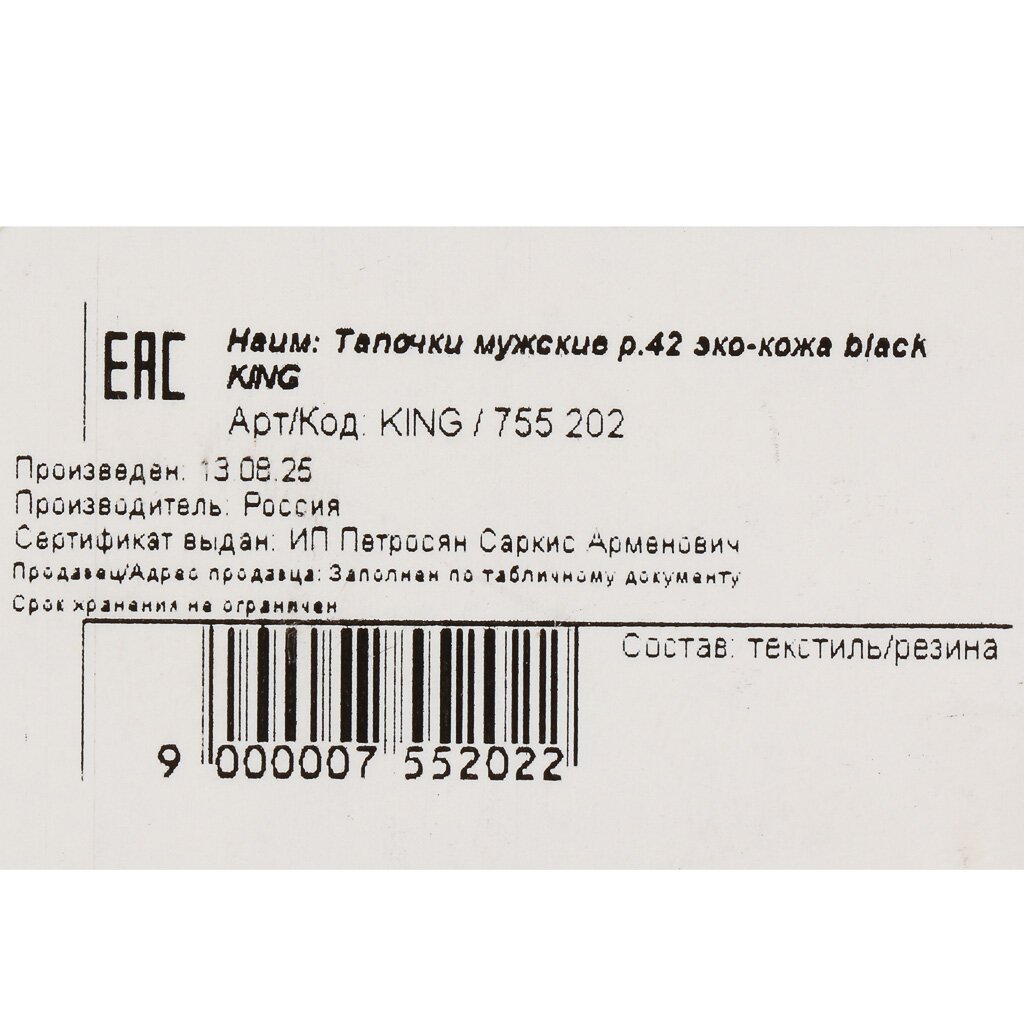 EAC
Наим: Тапочки мужские р.42 эко-кожа black
KING
Арт/Код: KING / 755 202
Произведен: 13.08.25
Производитель: Россия
Сертификат выдан: ИП Петросян Саркис Арменович
Продавец/Адрес продавца: Заполнен по табличному документу
Срок хранения не ограничен
Состав: текстиль/резина
9 000007 552022